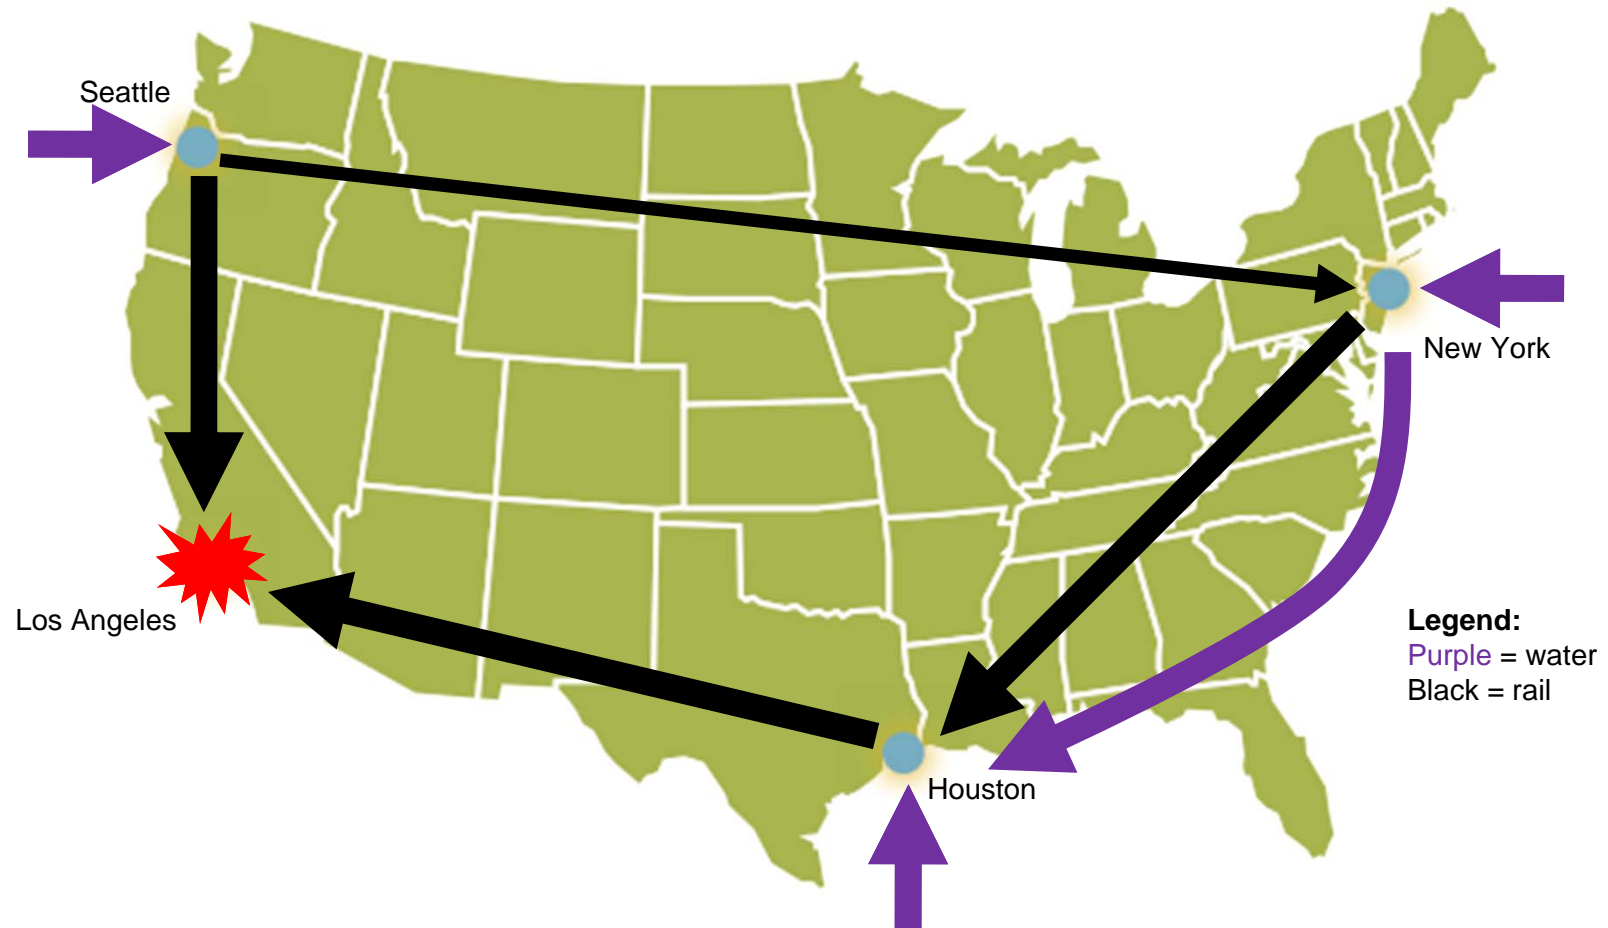 Seattle
New York
Los Angeles
Legend:
Purple = water
Black = rail
Houston